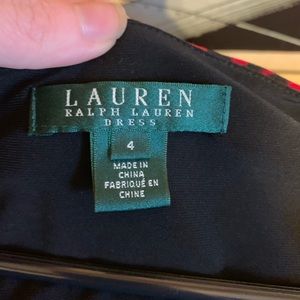 LAUREN
RALPH LAUREN
DRESS
4
MADE IN
CHINA
FABRIQUÉ EN
CHINE